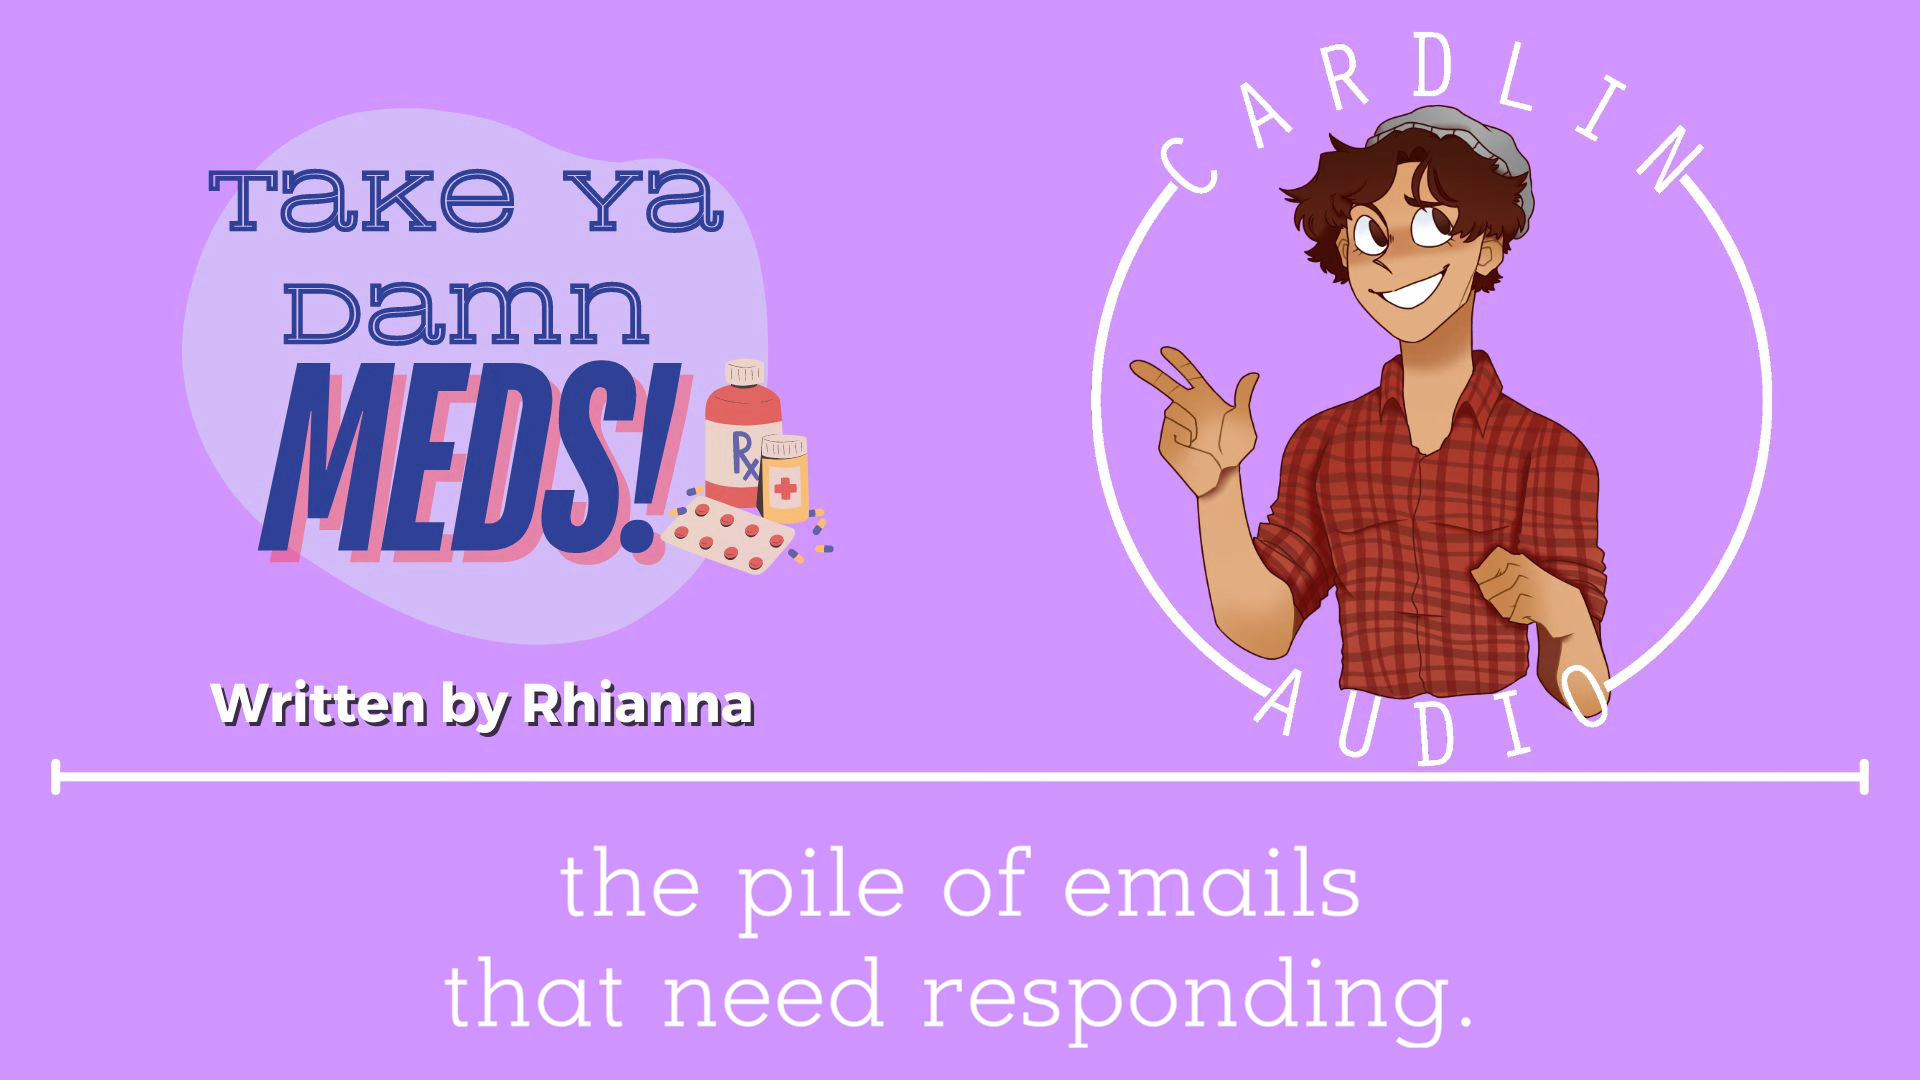 Take Ya
Damn
MEDS!
Rx
Written by Rhianna
CARDLIN
AUDIO
the pile of emails
that need responding.